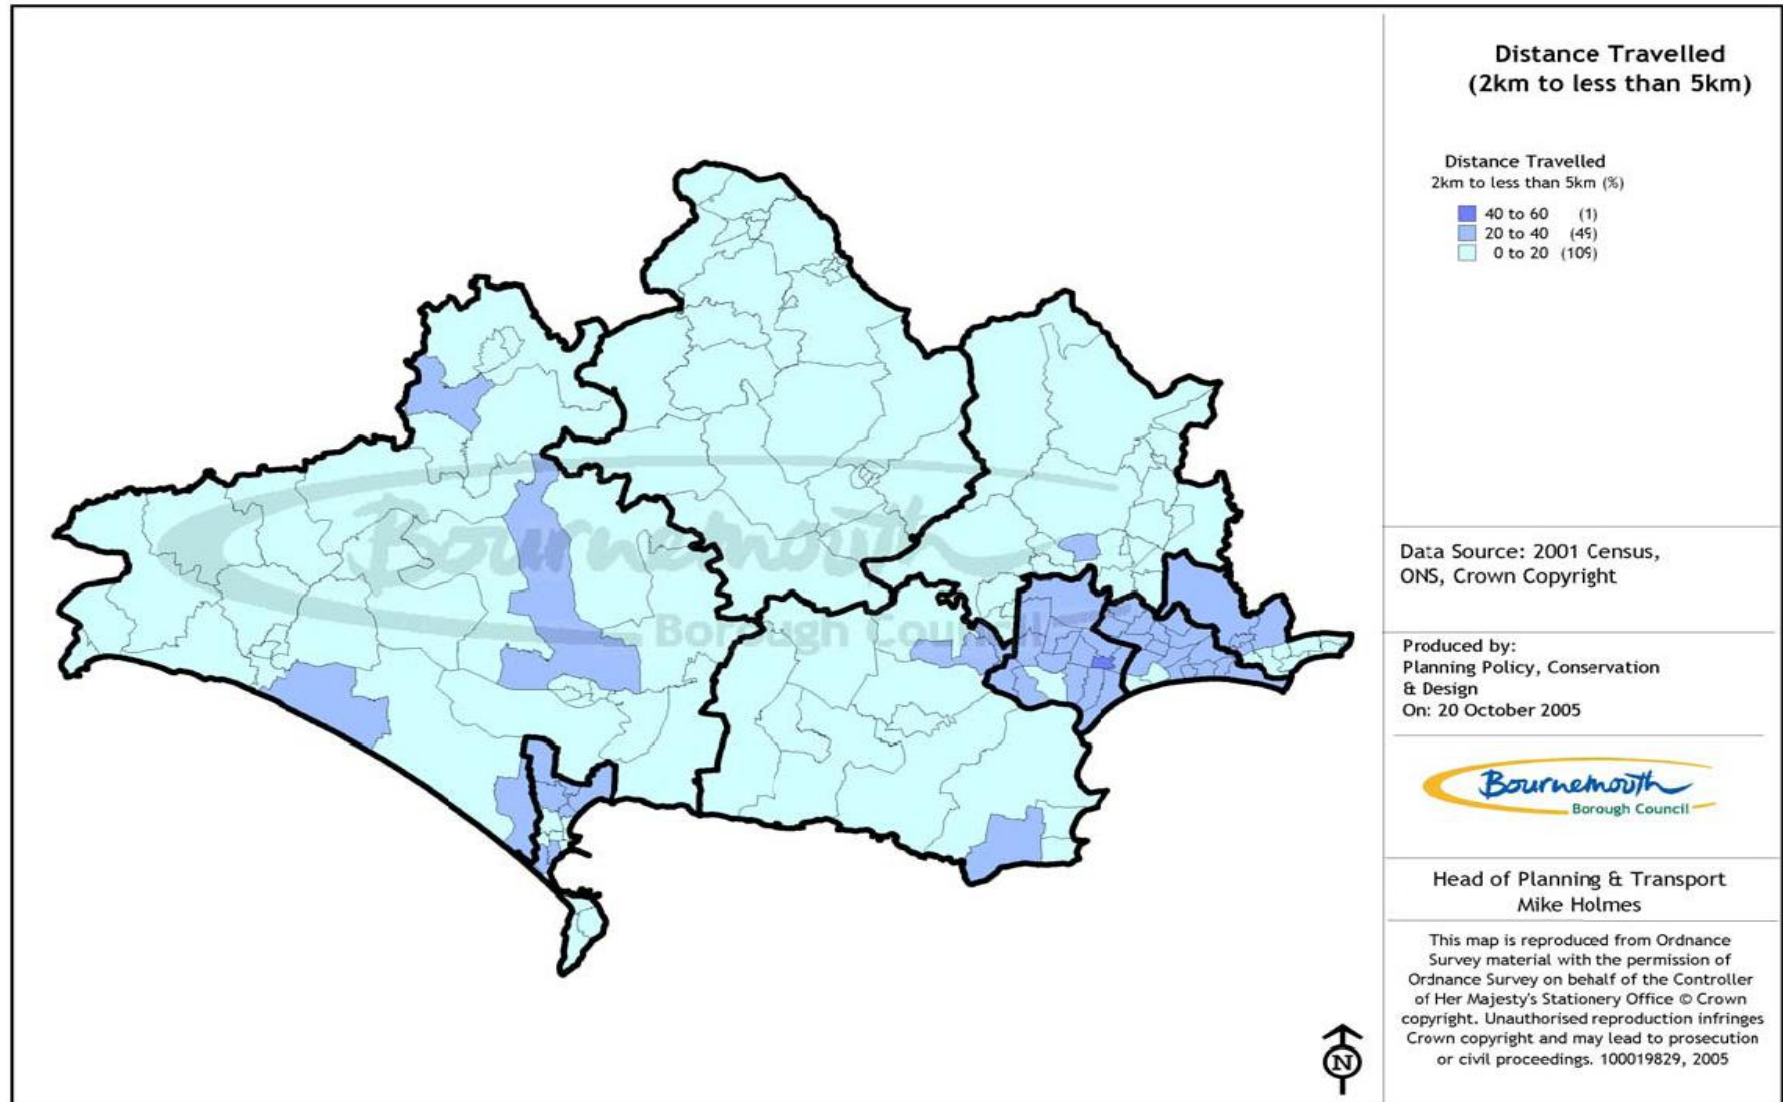 Distance Travelled
(2km to less than 5km)
Distance Travelled
2km to less than 5km (%)
40 to 60 (1)
20 to 40 (49)
0 to 20 (109)
Bournemouth
Borough Council
Data Source: 2001 Census,
ONS, Crown Copyright
Produced by:
Planning Policy, Conservation
& Design
On: 20 October 2005
Bournemouth
Borough Council
Head of Planning & Transport
Mike Holmes
This map is reproduced from Ordnance
Survey material with the permission of
Ordnance Survey on behalf of the Controller
of Her Majesty's Stationery Office © Crown
copyright. Unauthorised reproduction infringes
Crown copyright and may lead to prosecution
or civil proceedings. 100019829, 2005
N